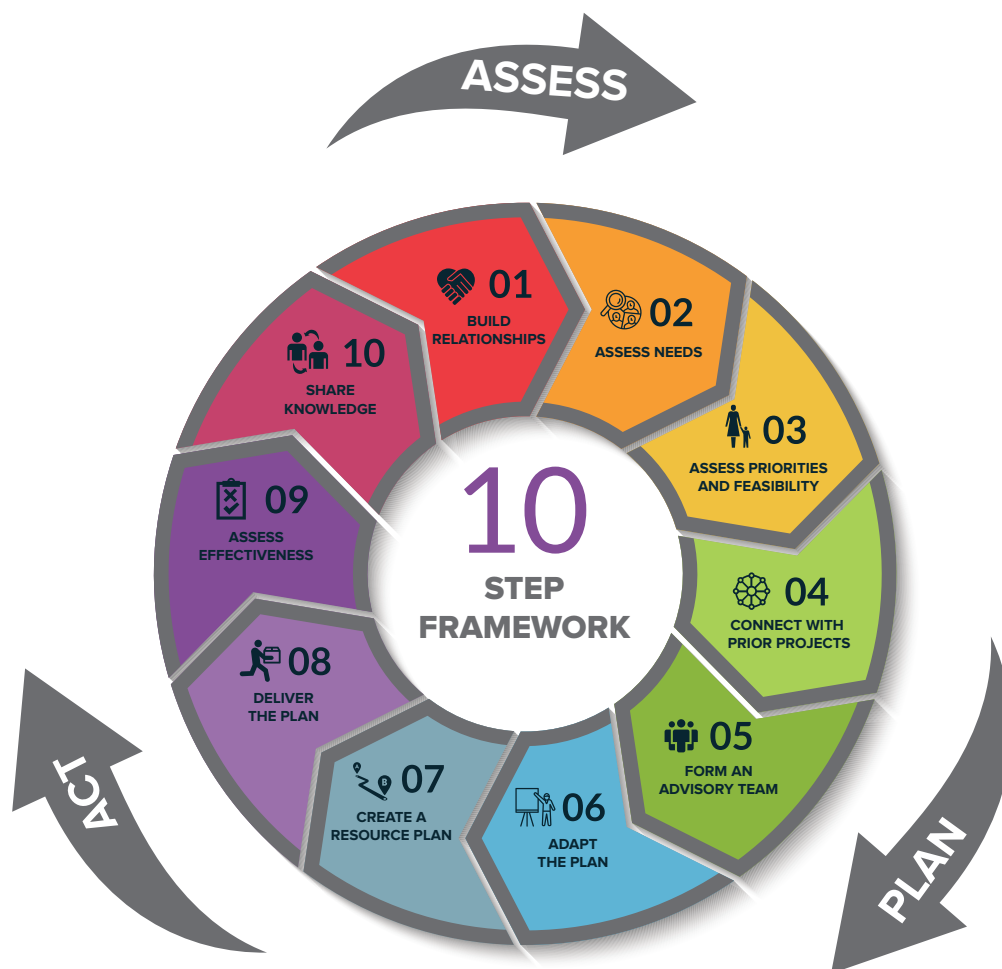 ASSESS
01
BUILD
RELATIONSHIPS
02
ASSESS NEEDS
03
ASSESS PRIORITIES
AND FEASIBILITY
04
CONNECT WITH
PRIOR PROJECTS
05
FORM AN
ADVISORY TEAM
06
ADAPT
THE PLAN
07
A
B
CREATE A
RESOURCE PLAN
08
DELIVER
THE PLAN
09
ASSESS
EFFECTIVENESS
10
SHARE
KNOWLEDGE
10
STEP
FRAMEWORK
PLAN
ACT